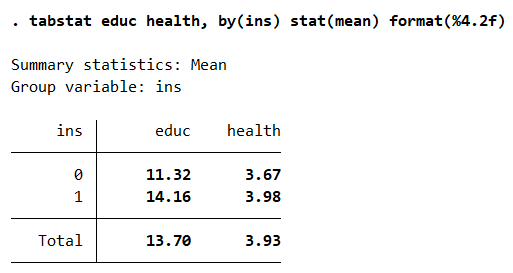 . tabstat educ health, by(ins) stat(mean) format(%4.2f)
Summary statistics: Mean
Group variable: ins
ins educ health
0 11.32 3.67
1 14.16 3.98
Total 13.70 3.93